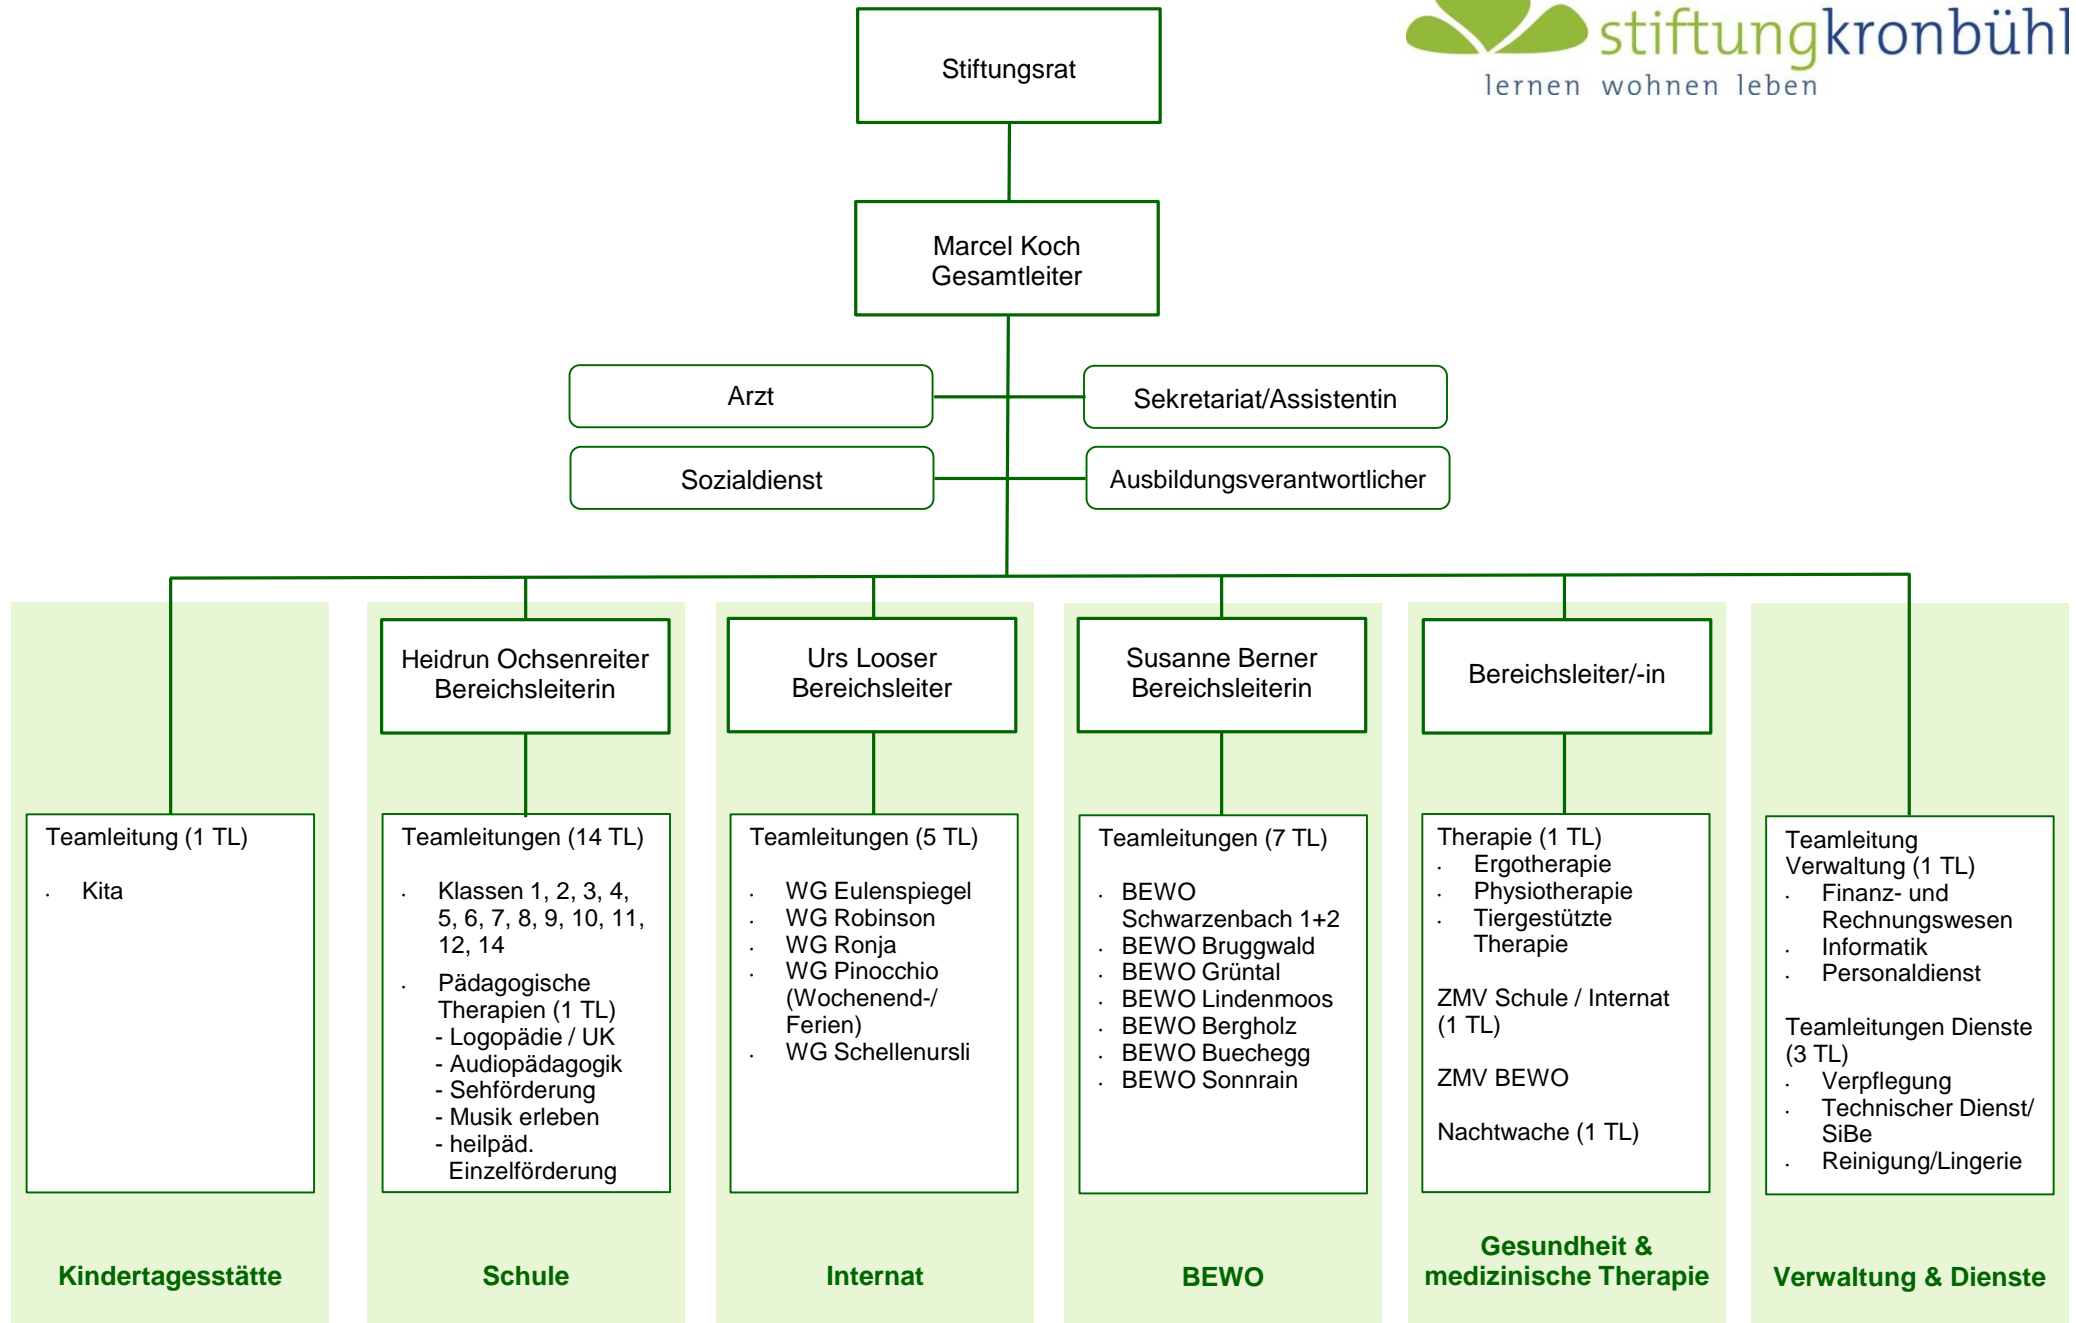 stiftungkronbühl
lernen wohnen leben
Stiftungsrat
Marcel Koch
Gesamtleiter
Arzt
Sekretariat/Assistentin
Sozialdienst
Ausbildungsverantwortlicher
Heidrun Ochsenreiter
Bereichsleiterin
Urs Looser
Bereichsleiter
Susanne Berner
Bereichsleiterin
Bereichsleiter/-in
Teamleitung (1 TL)
· Kita
Kindertagesstätte
Teamleitungen (14 TL)
· Klassen 1, 2, 3, 4,
5, 6, 7, 8, 9, 10, 11,
12, 14
· Pädagogische
Therapien (1 TL)
- Logopädie / UK
- Audiopädagogik
- Sehförderung
- Musik erleben
- heilpäd.
Einzelförderung
Schule
Teamleitungen (5 TL)
· WG Eulenspiegel
· WG Robinson
· WG Ronja
· WG Pinocchio
(Wochenend-/
Ferien)
· WG Schellenursli
Internat
Teamleitungen (7 TL)
· BEWO
Schwarzenbach 1+2
· BEWO Bruggwald
· BEWO Grüntal
· BEWO Lindenmoos
· BEWO Bergholz
· BEWO Buechegg
· BEWO Sonnrain
BEWO
Therapie (1 TL)
· Ergotherapie
· Physiotherapie
· Tiergestützte
Therapie
ZMV Schule / Internat
(1 TL)
ZMV BEWO
Nachtwache (1 TL)
Gesundheit &
medizinische Therapie
Teamleitung
Verwaltung (1 TL)
· Finanz- und
Rechnungswesen
· Informatik
· Personaldienst
Teamleitungen Dienste
(3 TL)
· Verpflegung
· Technischer Dienst/
SiBe
· Reinigung/Lingerie
Verwaltung & Dienste